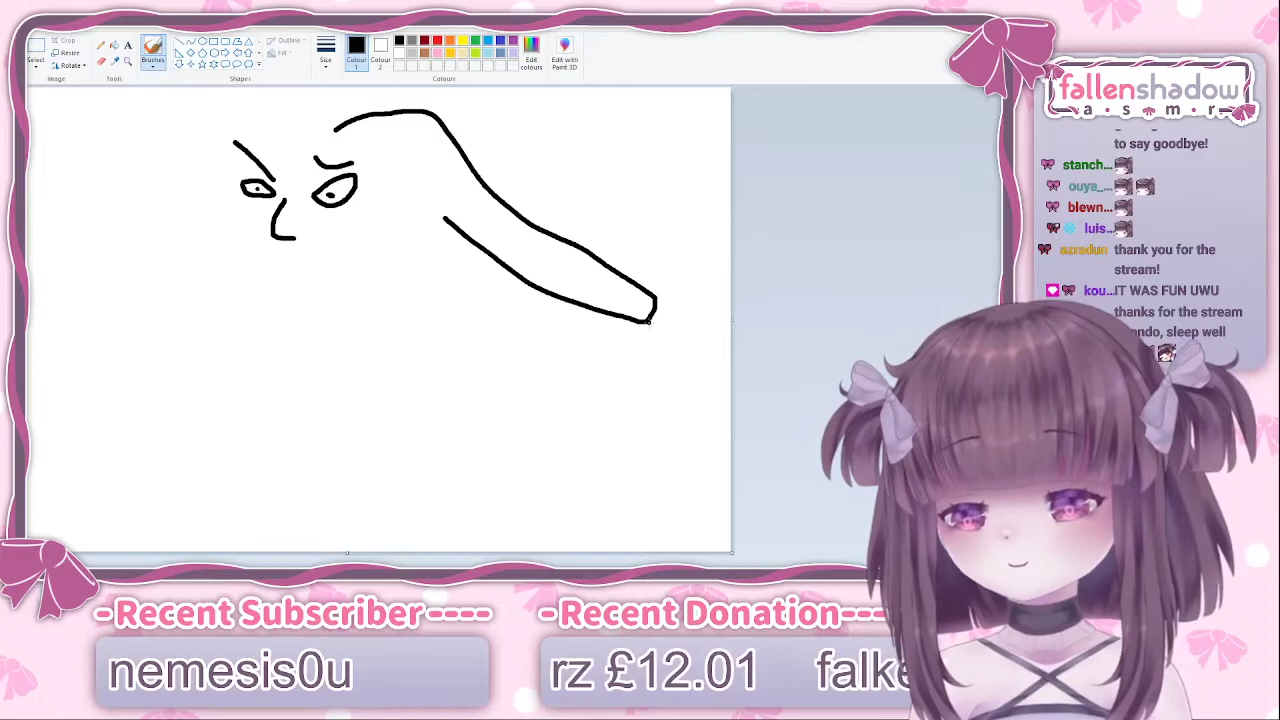 Select
Crop
Resize
Rotate
Image
A
Tools
Brushes
Shapes
Outline
Fill
Size
Colour
1
Colour
2
Edit
colours
Colours
Edit with
Paint 3D
fallenshadow
a • s • m • r
to say goodbye!
stanch...
ouya_...
blewn...
luis...
azradun thank you for the
stream!
kou... IT WAS FUN UWU
thanks for the stream
sleep well
-Recent Subscriber----
nemesis0u
-Recent Donation---
rz £12.01 falke